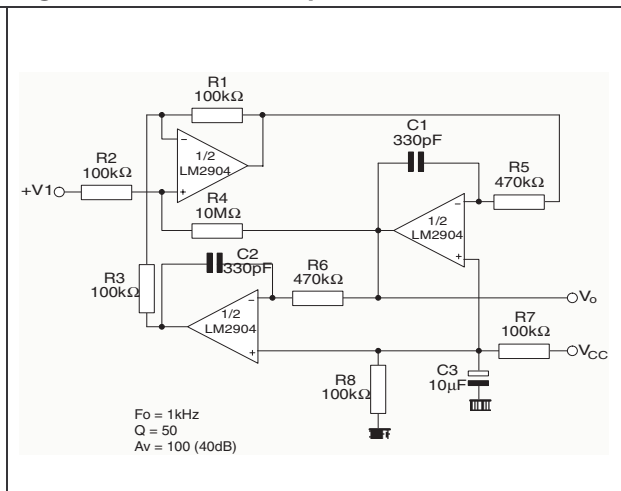 R1
100kΩ
C1
330pF
R2
100kΩ
1/2
LM2904
R5
470kΩ
+V1
R4
10MΩ
1/2
LM2904
C2
330pF
R6
470kΩ
R3
100kΩ
1/2
LM2904
Vo
R7
100kΩ
VCC
R8
100kΩ
C3
10µF
Fo = 1kHz
Q = 50
Av = 100 (40dB)